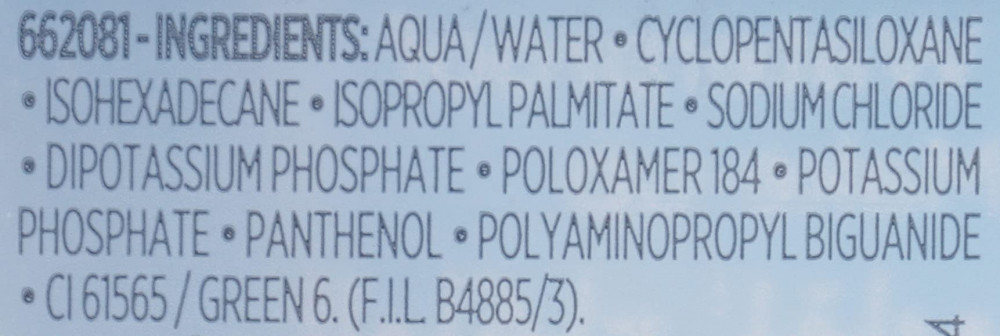 662081 - INGREDIENTS: AQUA / WATER • CYCLOPENTASILOXANE
• ISOHEXADECANE • ISOPROPYL PALMITATE • SODIUM CHLORIDE
• DIPOTASSIUM PHOSPHATE • POLOXAMER 184 • POTASSIUM
PHOSPHATE • PANTHENOL • POLYAMINOPROPYL BIGUANIDE
• CI 61565 / GREEN 6. (F.I.L. B4885/3).
4